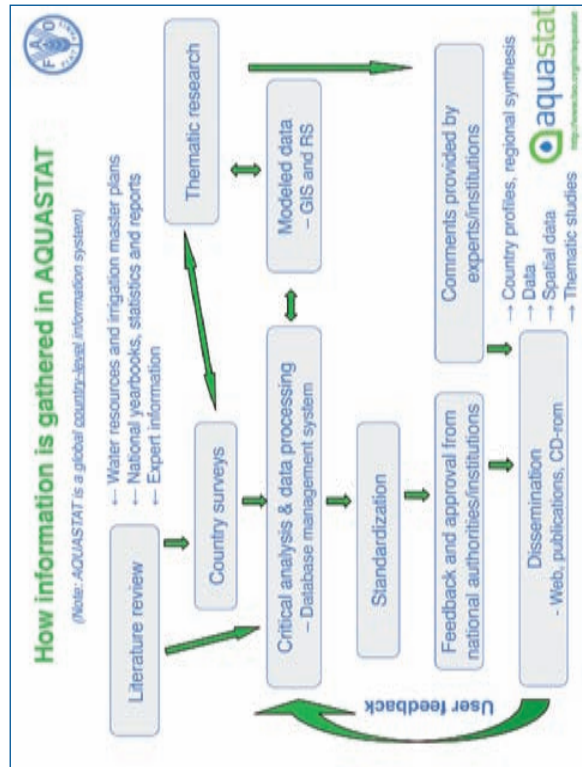 How information is gathered in AQUASTAT
(Note: AQUASTAT is a global country-level information system)
FAO
Literature review
← Water resources and irrigation master plans
← National yearbooks, statistics and reports
← Expert information
Country surveys
Thematic research
Critical analysis & data processing
– Database management system
Modeled data
– GIS and RS
Standardization
Feedback and approval from
national authorities/institutions
Comments provided by
experts/institutions
User feedback
Dissemination
- Web, publications, CD-rom
→ Country profiles, regional synthesis
→ Data
→ Spatial data
→ Thematic studies
aquastat